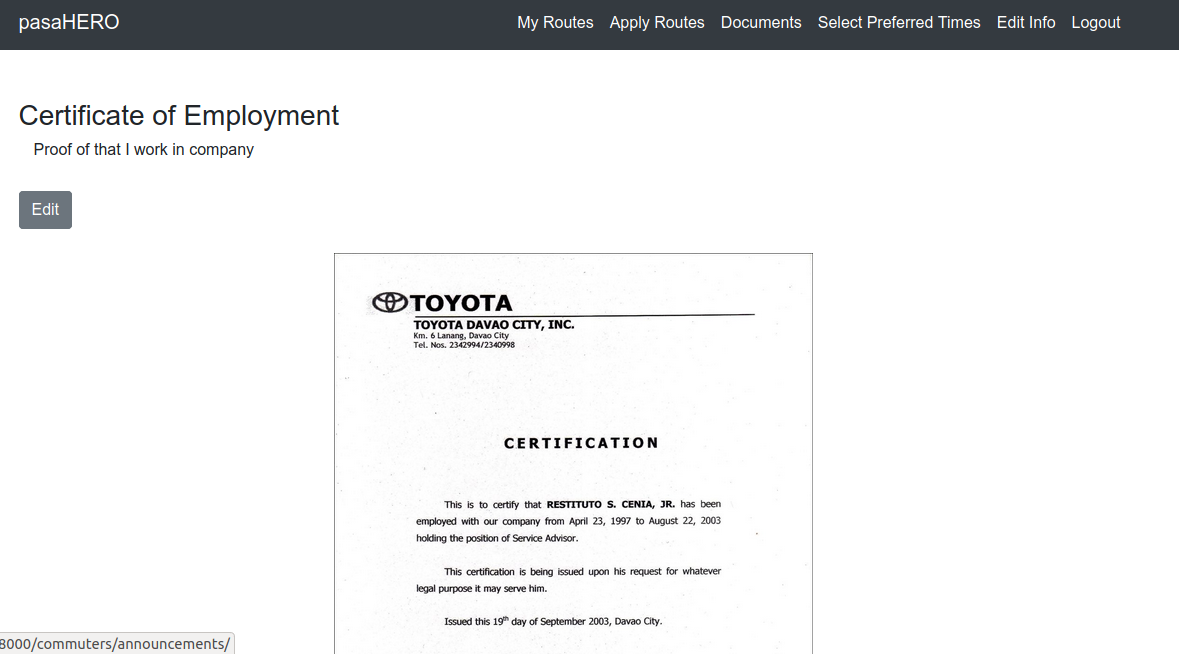 pasaHERO
My Routes Apply Routes Documents Select Preferred Times Edit Info Logout
Certificate of Employment
Proof of that I work in company
Edit
TOYOTA
TOYOTA DAVAO CITY, INC.
Km. 6 Lanang, Davao City
Tel. Nos. 2342994/2340998
CERTIFICATION
This is to certify that RESTITUTO S. CENIA, JR. has been
employed with our company from April 23, 1997 to August 22, 2003
holding the position of Service Advisor.
This certification is being issued upon his request for whatever
legal purpose it may serve him.
Issued this 19th day of September 2003, Davao City.
8000/commuters/announcements/